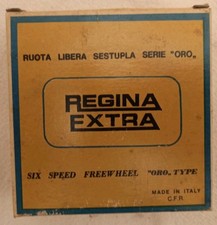 RUOTA LIBERA SESTUPLA SERIE "ORO„
REGINA
EXTRA
SIX SPEED FREEWHEEL "ORO„ TYPE
MADE IN ITALY
C.F.R.